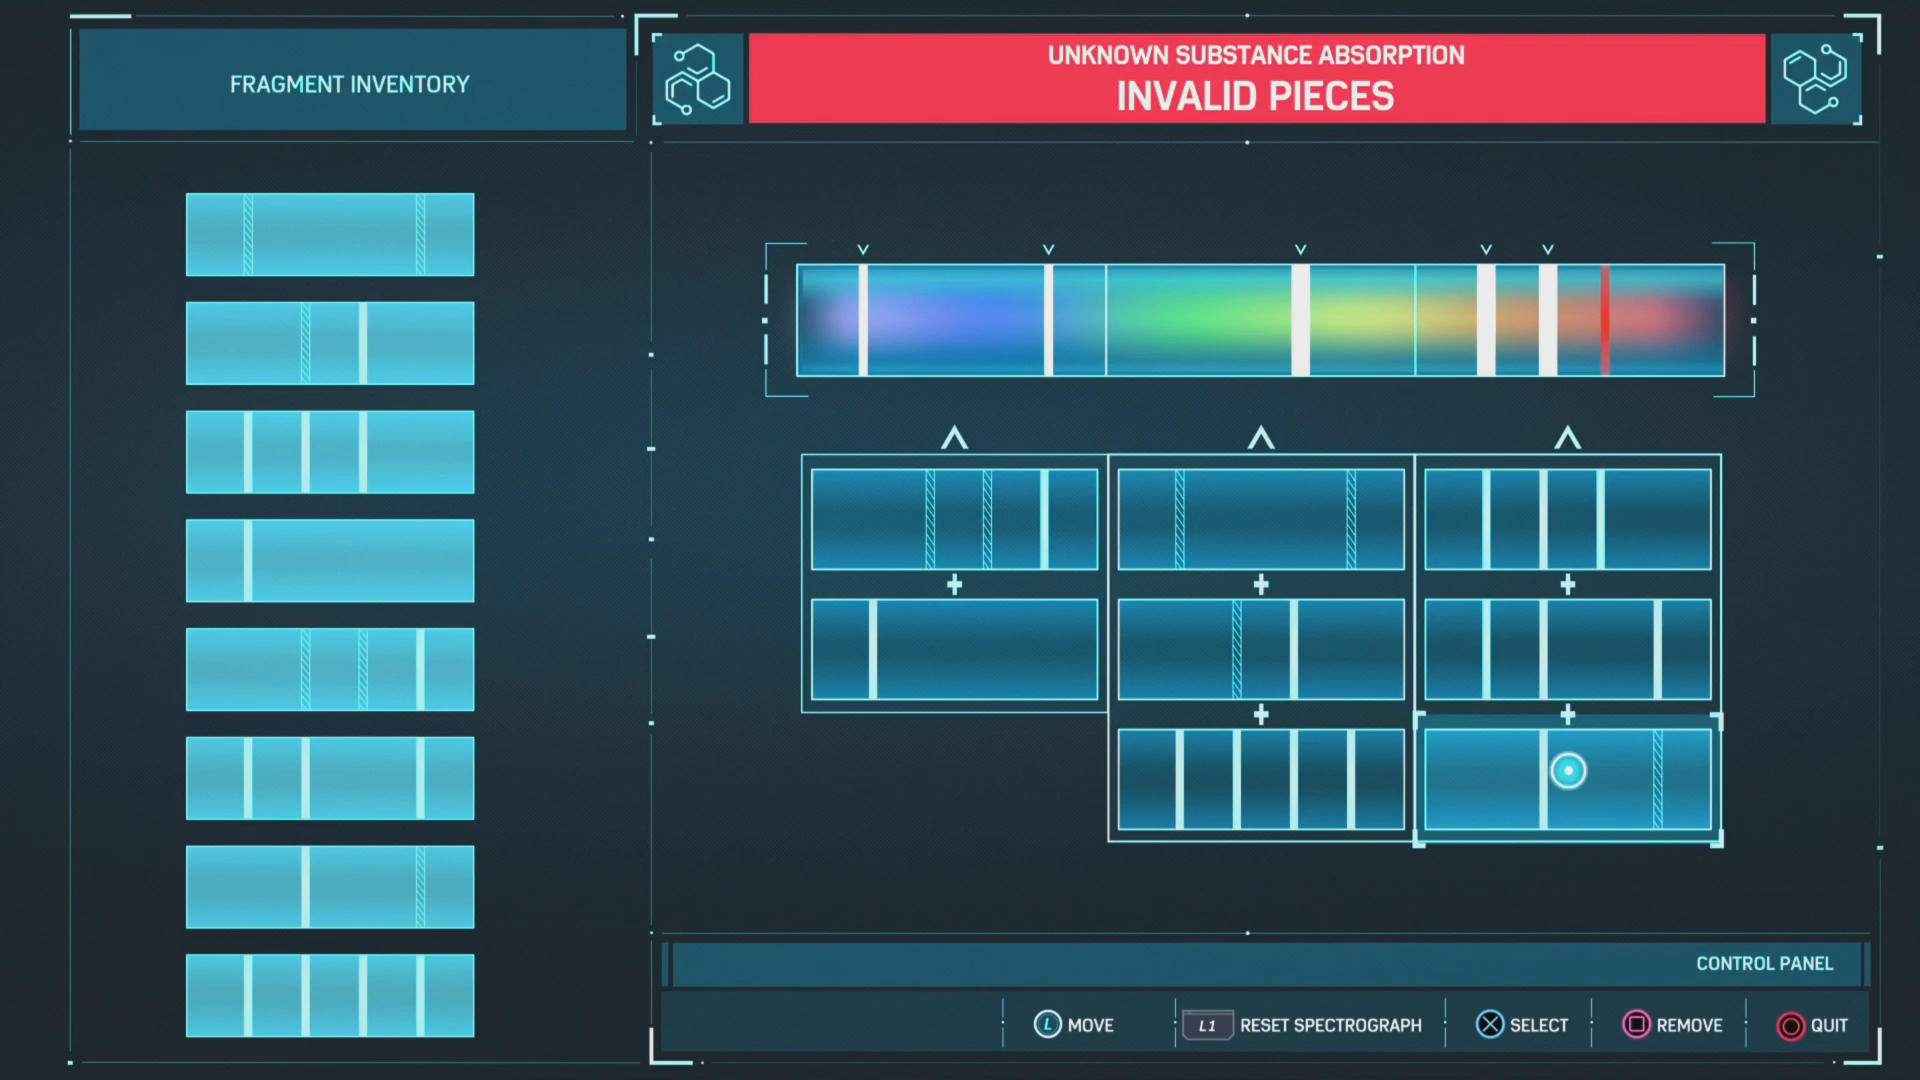 FRAGMENT INVENTORY
UNKNOWN SUBSTANCE ABSORPTION
INVALID PIECES
CONTROL PANEL
L MOVE
L1 RESET SPECTROGRAPH
SELECT
REMOVE
QUIT